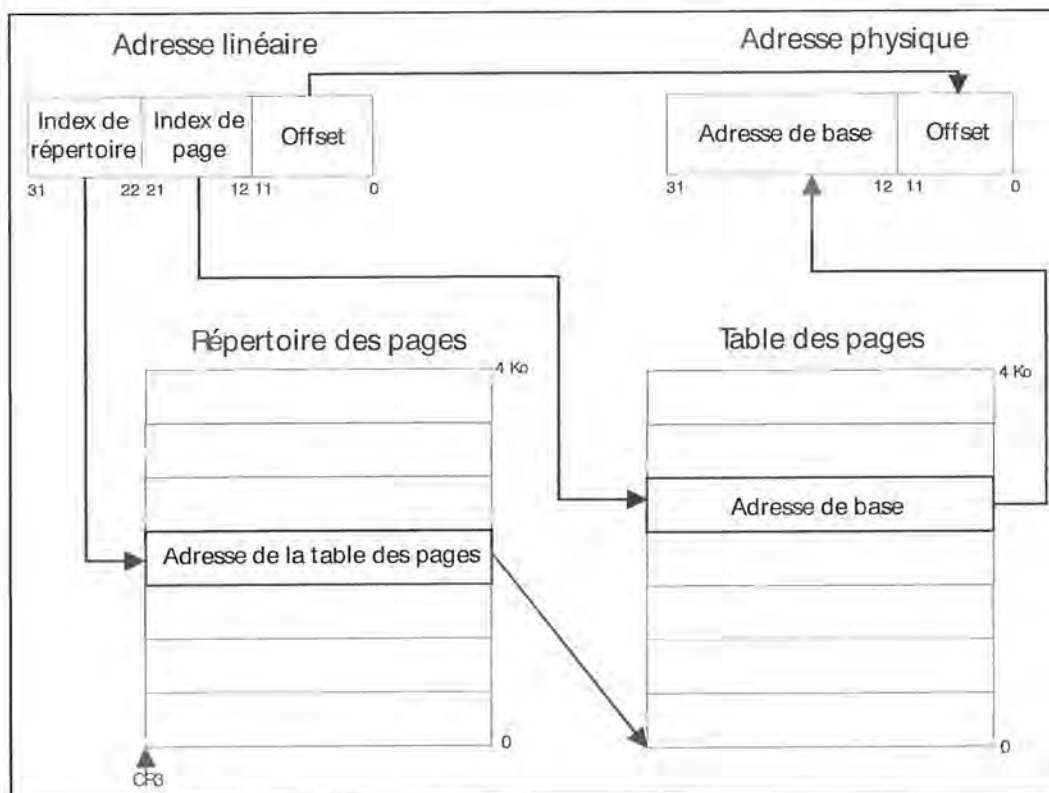 Adresse linéaire
Adresse physique
Index de
répertoire
Index de
page
Offset
Adresse de base
Offset
31
22 21
12 11
0
31
12
11
0
Répertoire des pages
Table des pages
4 Ko
4 Ko
Adresse de base
Adresse de la table des pages
0
0
CR3